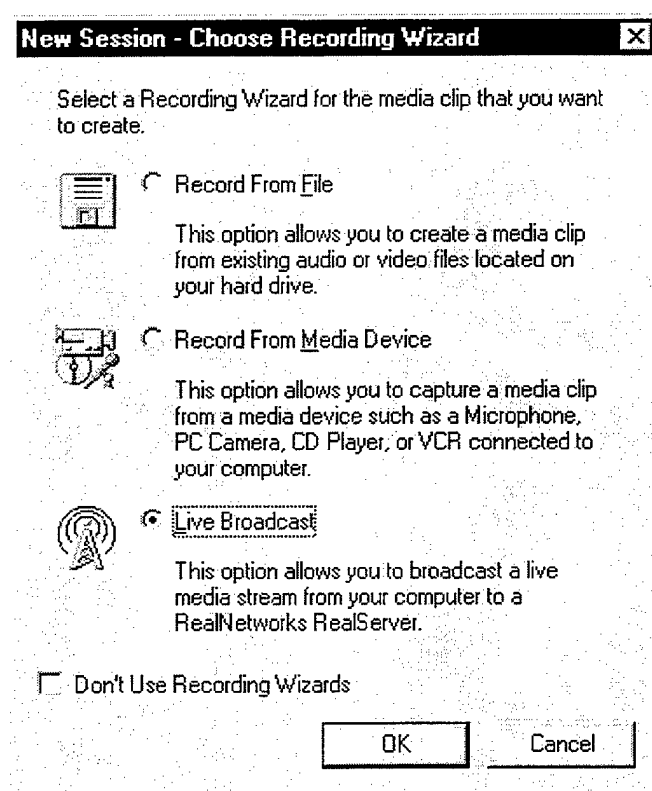 New Session - Choose Recording Wizard
Select a Recording Wizard for the media clip that you want
to create.
Record From File
This option allows you to create a media clip
from existing audio or video files located on
your hard drive.
Record From Media Device
This option allows you to capture a media clip
from a media device such as a Microphone,
PC Camera, CD Player, or VCR connected to
your computer.
Live Broadcast
This option allows you to broadcast a live
media stream from your computer to a
RealNetworks RealServer.
Don't Use Recording Wizards
OK
Cancel